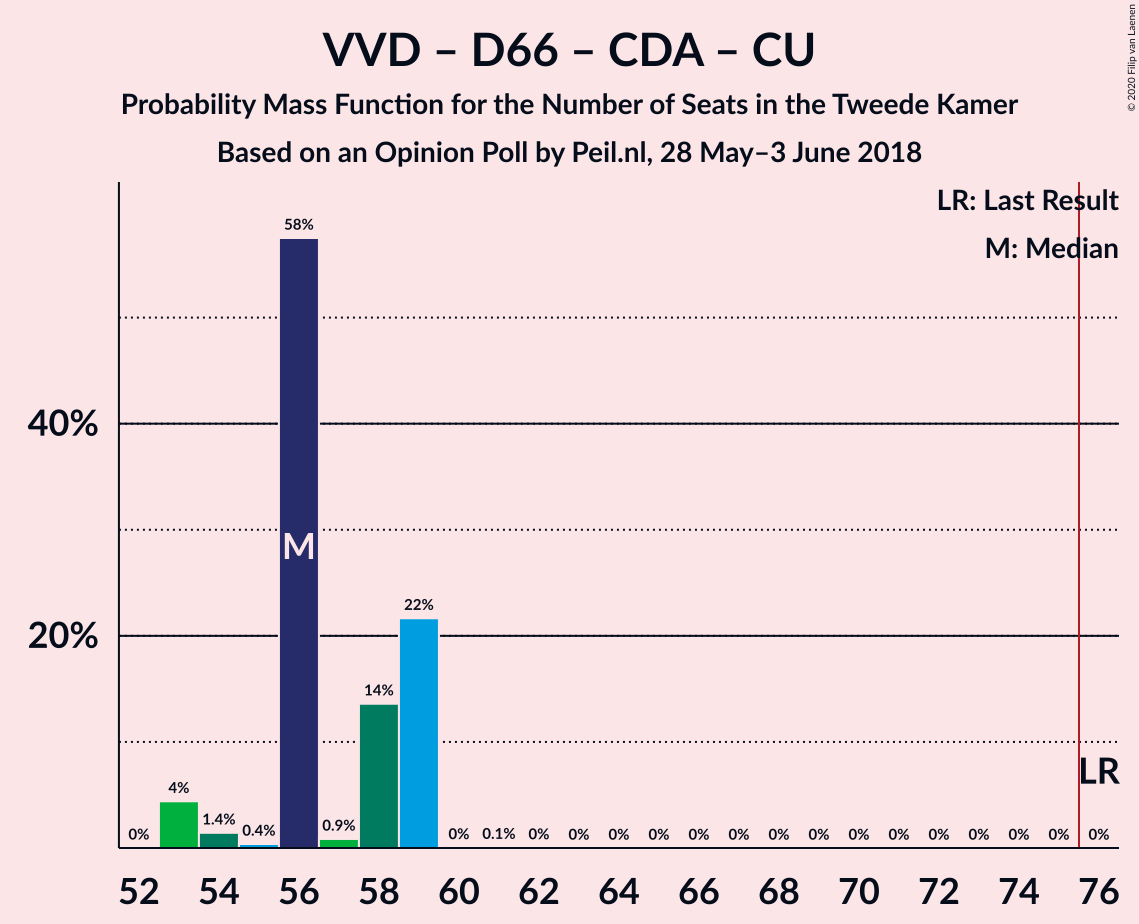 VVD – D66 – CDA – CU
Probability Mass Function for the Number of Seats in the Tweede Kamer
Based on an Opinion Poll by Peil.nl, 28 May–3 June 2018
© 2020 Filip van Laenen
LR: Last Result
M: Median
58%
40%
M
22%
20%
14%
LR
4%
0% 1.4% 0.4% 0.9% 0% 0.1% 0% 0% 0% 0% 0% 0% 0% 0% 0% 0% 0% 0% 0% 0% 0%
52 54 56 58 60 62 64 66 68 70 72 74 76